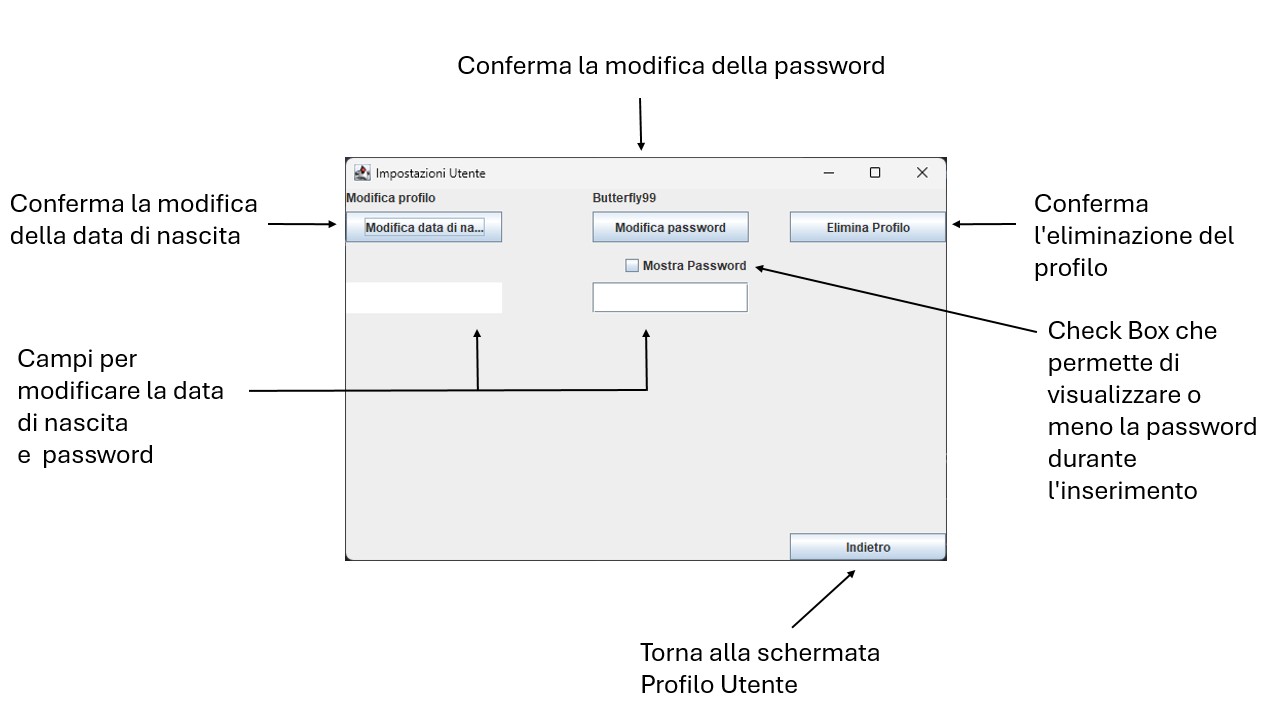 Conferma la modifica della password
Impostazioni Utente
Modifica profilo
Butterfly99
Modifica data di na...
Modifica password
Elimina Profilo
Mostra Password
Indietro
Conferma la modifica
della data di nascita
Campi per
modificare la data
di nascita
e  password
Conferma
l'eliminazione del
profilo
Check Box che
permette di
visualizzare o
meno la password
durante
l'inserimento
Torna alla schermata
Profilo Utente